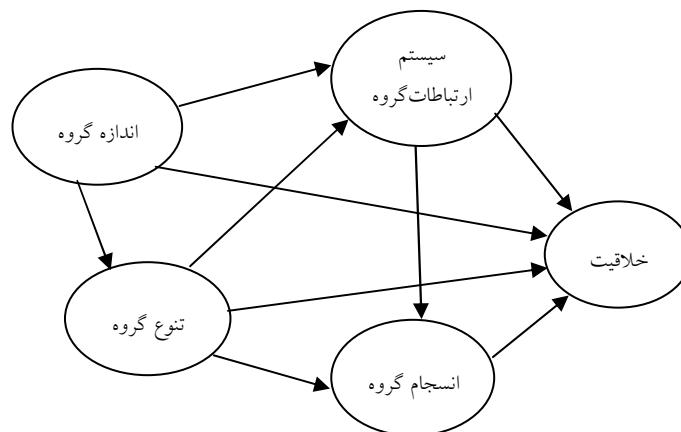 سیستم
ارتباطات گروه
اندازه گروه
خلاقیت
تنوع گروه
انسجام گروه